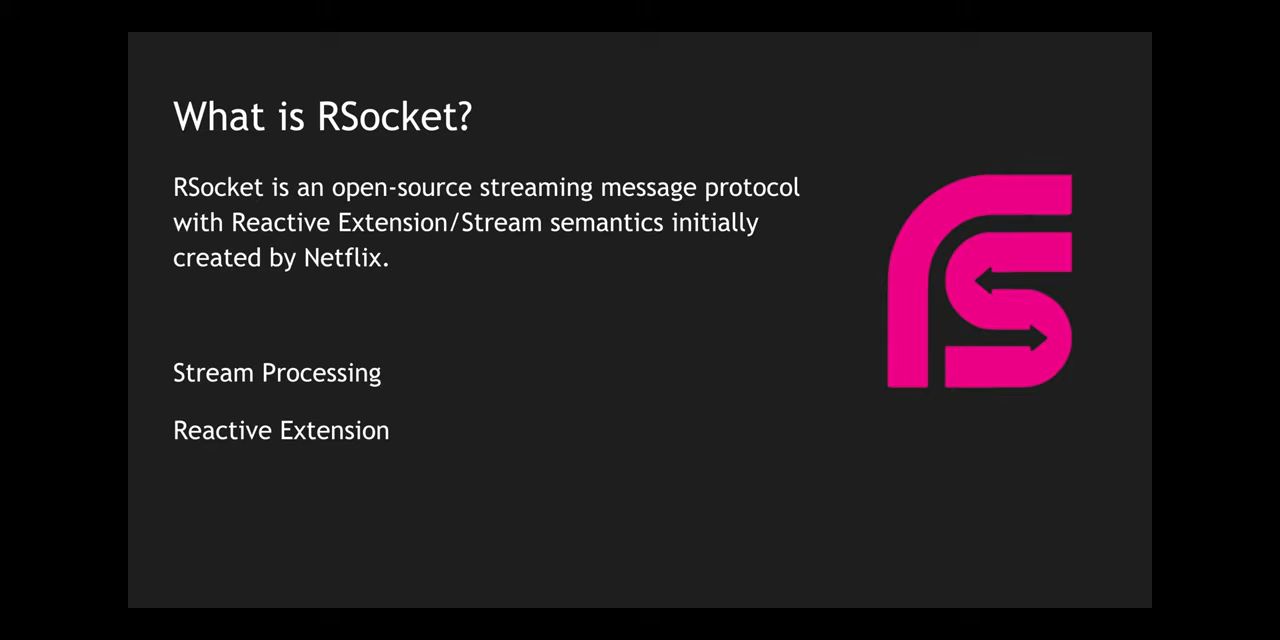 What is RSocket?
RSocket is an open-source streaming message protocol
with Reactive Extension/Stream semantics initially
created by Netflix.
Stream Processing
Reactive Extension